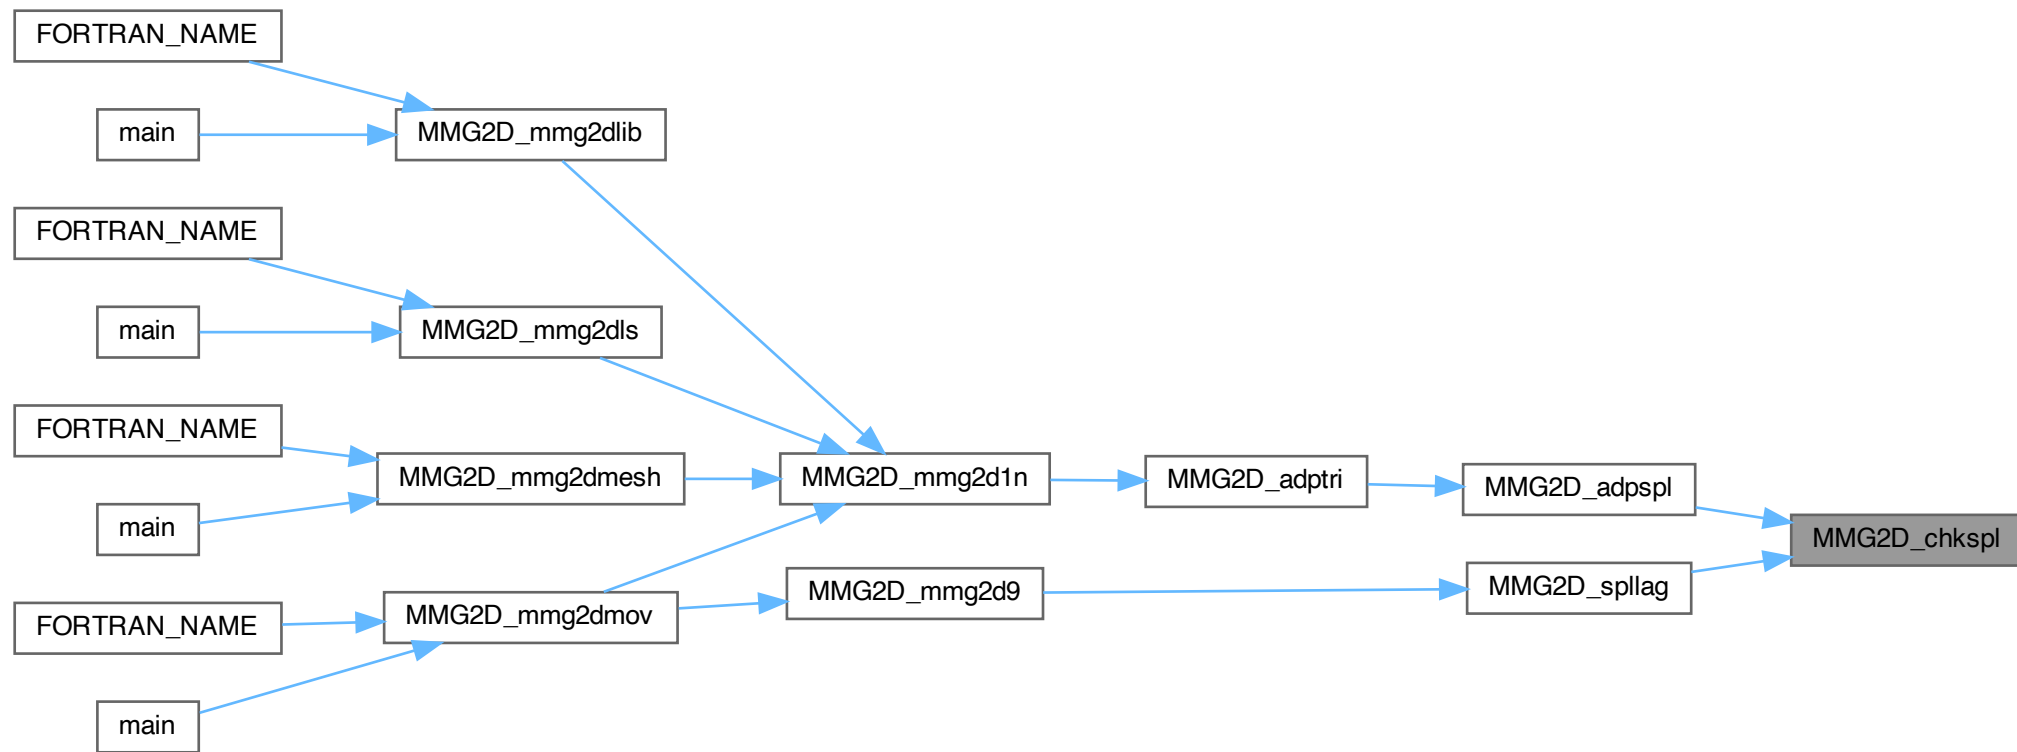 FORTRAN_NAME
main
MMG2D_mmg2dlib
FORTRAN_NAME
main
MMG2D_mmg2dls
FORTRAN_NAME
main
MMG2D_mmg2dmesh
MMG2D_mmg2d1n
MMG2D_adptri
MMG2D_adpspl
MMG2D_chkspl
MMG2D_spllag
MMG2D_mmg2d9
MMG2D_mmg2dmov
FORTRAN_NAME
main